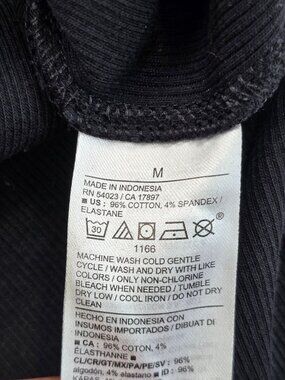 M
MADE IN INDONESIA
RN 54023 / CA 17897
■ US : 96% COTTON, 4% SPANDEX /
ELASTANE
30
1166
MACHINE WASH COLD GENTLE
CYCLE / WASH AND DRY WITH LIKE
COLORS / ONLY NON-CHLORINE
BLEACH WHEN NEEDED / TUMBLE
DRY LOW / COOL IRON / DO NOT DRY
CLEAN
HECHO EN INDONESIA CON
INSUMOS IMPORTADOS / DIBUAT DI
INDONESIA
■ CA : 96% COTTON, 4%
ÉLASTHANNE ■
CL/CR/GT/MX/PA/PE/SV : 96%
algodón, 4% elastano ■ ID : 96%